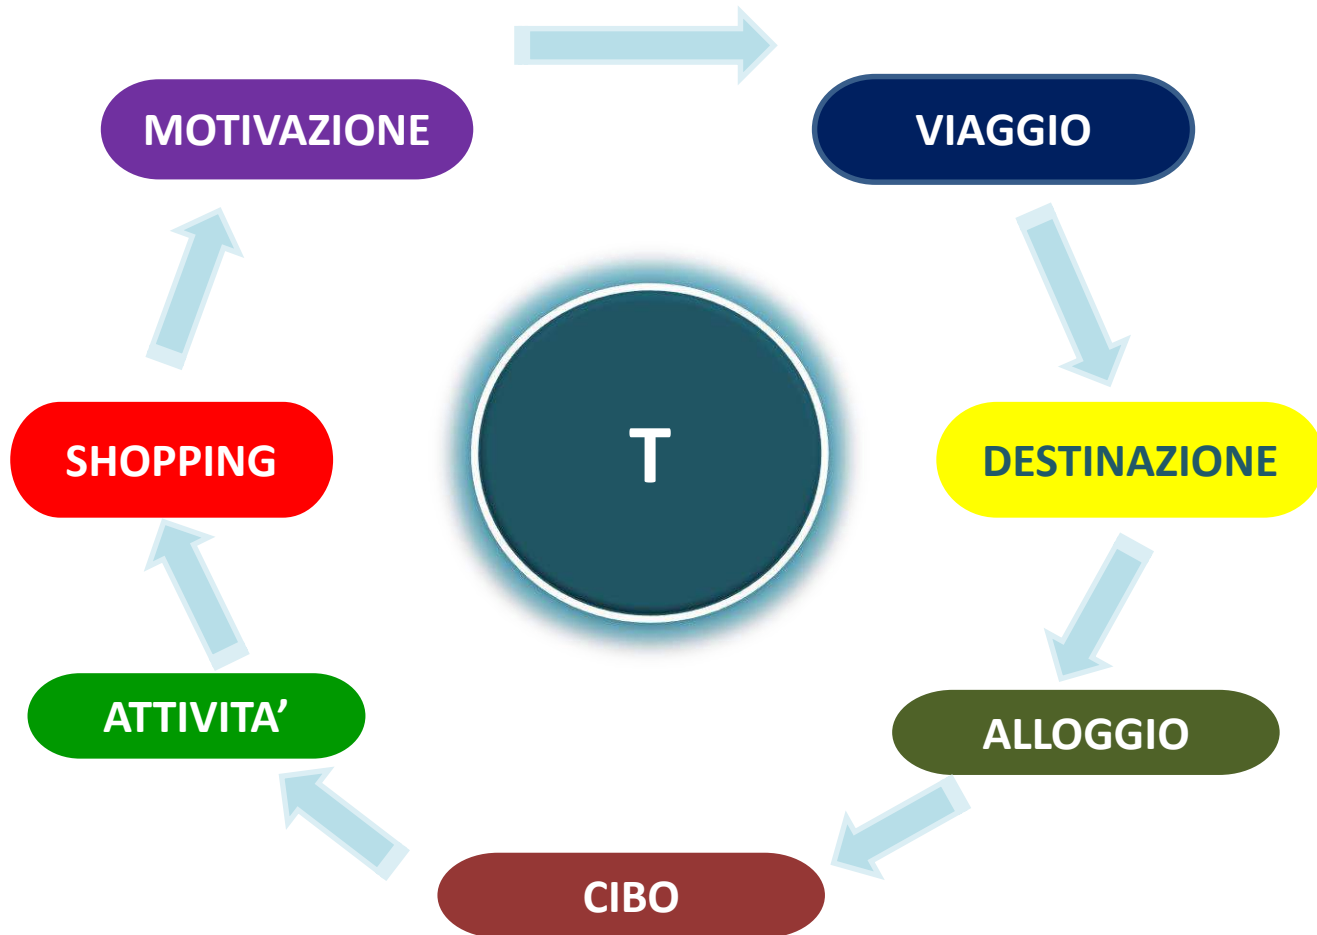 MOTIVAZIONE
VIAGGIO
DESTINAZIONE
ALLOGGIO
CIBO
ATTIVITA’
SHOPPING
T